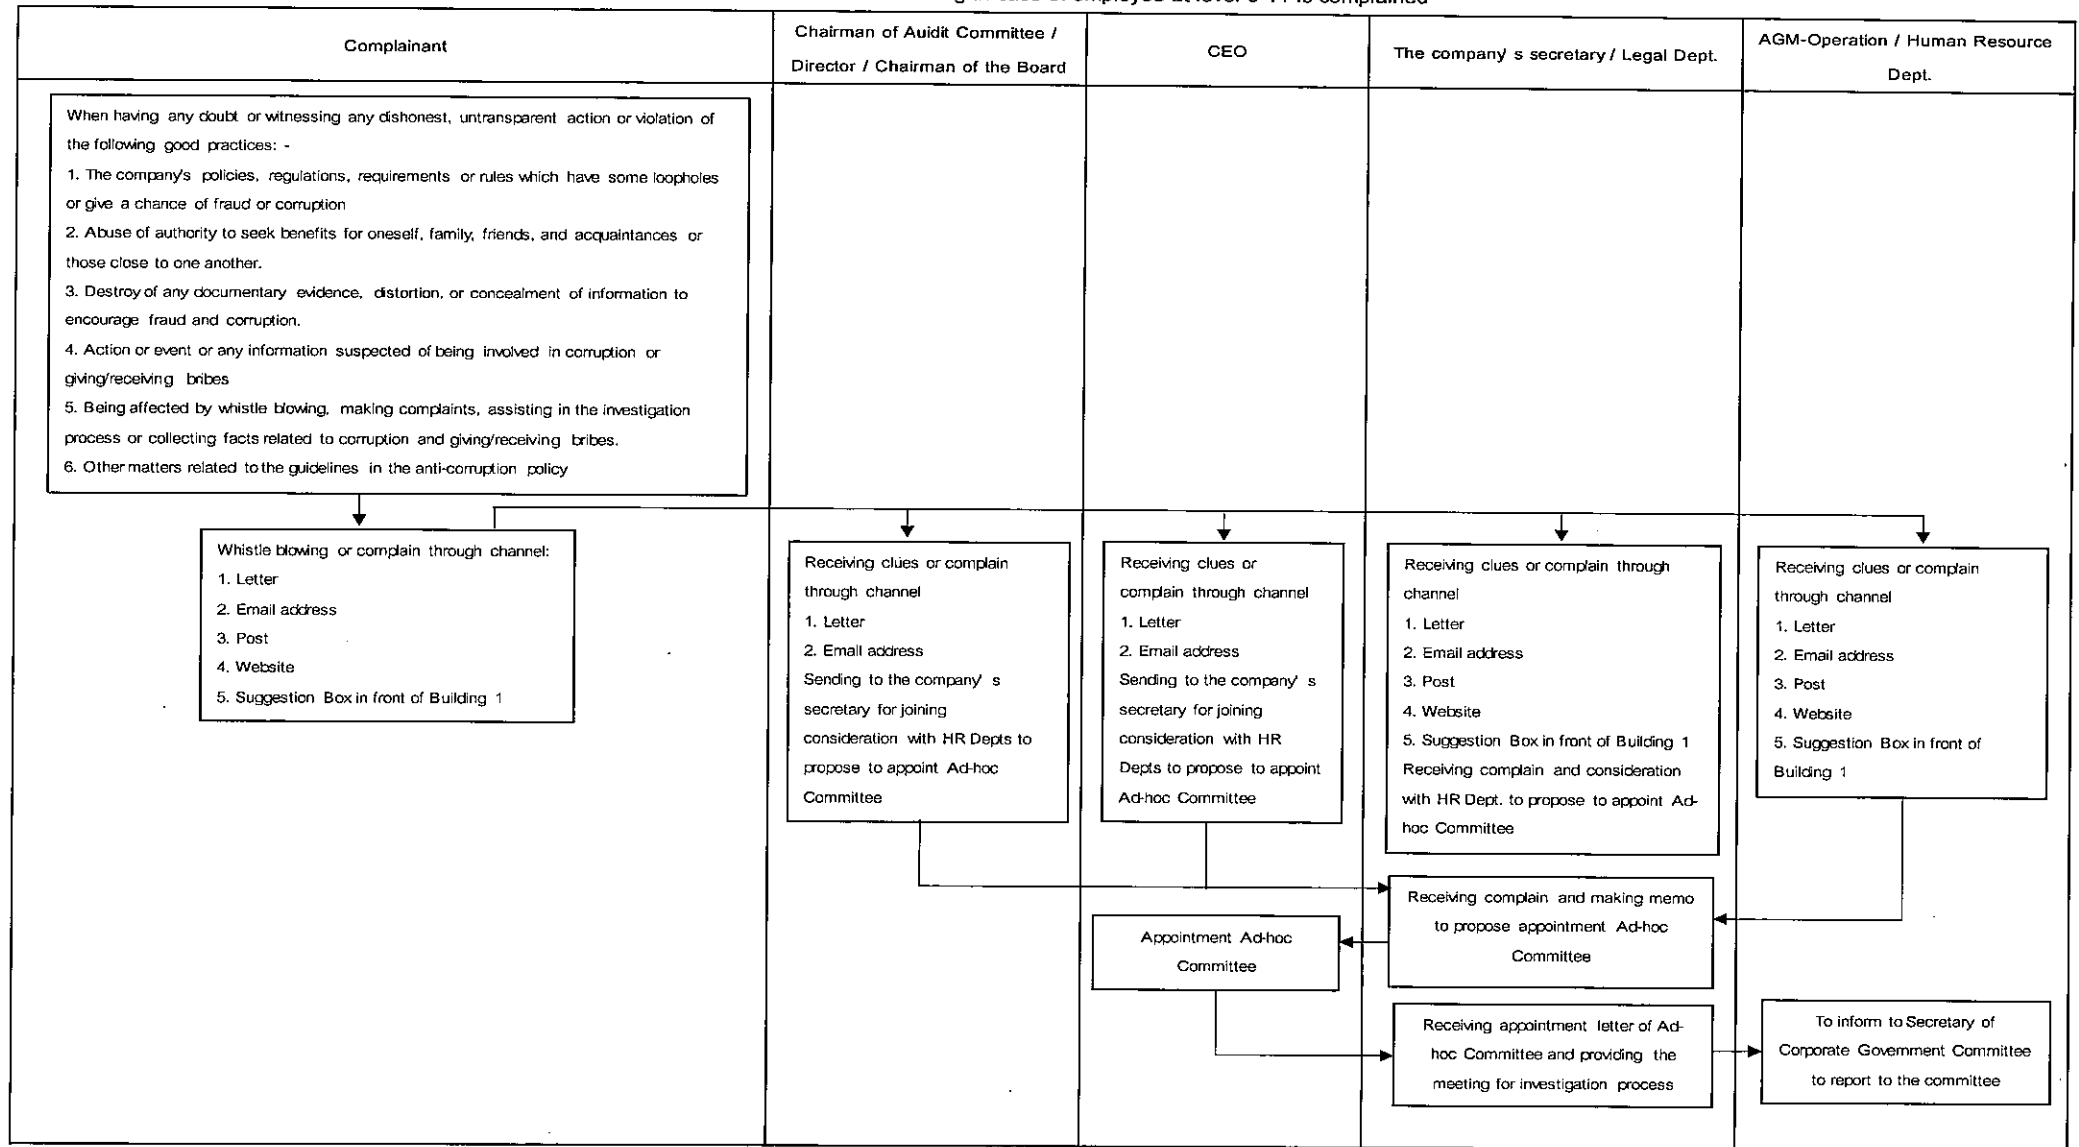 Complainant
Chairman of Auidit Committee /
Director / Chairman of the Board
CEO
The company' s secretary / Legal Dept.
AGM-Operation / Human Resource
Dept.
When having any doubt or witnessing any dishonest, untransparent action or violation of
the following good practices: -
1. The company's policies, regulations, requirements or rules which have some loopholes
or give a chance of fraud or corruption
2. Abuse of authority to seek benefits for oneself, family, friends, and acquaintances or
those close to one another.
3. Destroy of any documentary evidence, distortion, or concealment of information to
encourage fraud and corruption.
4. Action or event or any information suspected of being involved in corruption or
giving/receiving bribes
5. Being affected by whistle blowing, making complaints, assisting in the investigation
process or collecting facts related to corruption and giving/receiving bribes.
6. Other matters related to the guidelines in the anti-corruption policy
Whistle blowing or complain through channel:
1. Letter
2. Email address
3. Post
4. Website
5. Suggestion Box in front of Building 1
Receiving clues or complain
through channel
1. Letter
2. Email address
Sending to the company' s
secretary for joining
consideration with HR Depts to
propose to appoint Ad-hoc
Committee
Receiving clues or
complain through channel
1. Letter
2. Email address
Sending to the company' s
secretary for joining
consideration with HR
Depts to propose to appoint
Ad-hoc Committee
Receiving clues or complain through
channel
1. Letter
2. Email address
3. Post
4. Website
5. Suggestion Box in front of Building 1
Receiving complain and consideration
with HR Dept. to propose to appoint Ad-
hoc Committee
Receiving clues or complain
through channel
1. Letter
2. Email address
3. Post
4. Website
5. Suggestion Box in front of
Building 1
Receiving complain and making memo
to propose appointment Ad-hoc
Committee
Appointment Ad-hoc
Committee
Receiving appointment letter of Ad-
hoc Committee and providing the
meeting for investigation process
To inform to Secretary of
Corporate Government Committee
to report to the committee